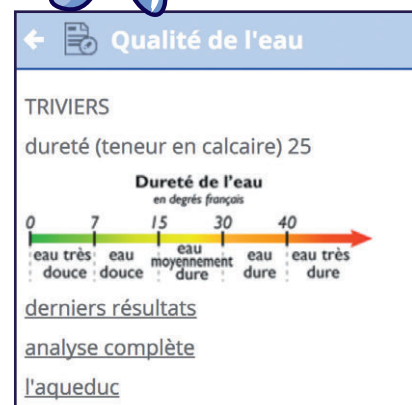 Qualité de l'eau
TRIVIERS
dureté (teneur en calcaire) 25
Dureté de l'eau
en degrés français
0 7 15 30 40
eau très douce eau douce eau moyennement dure eau dure eau très dure
derniers résultats
analyse complète
l'aqueduc